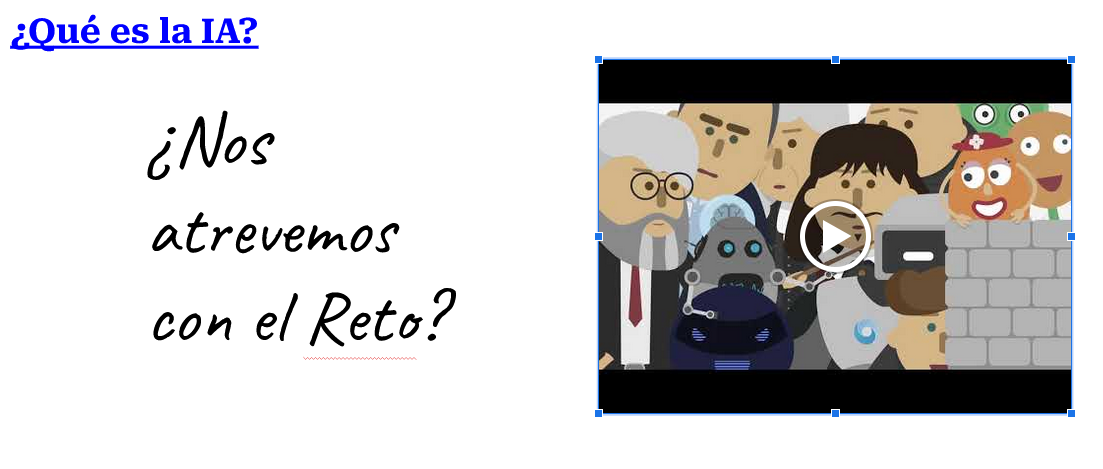 ¿Qué es la IA?
¿Nos
atrevemos
con el Reto?